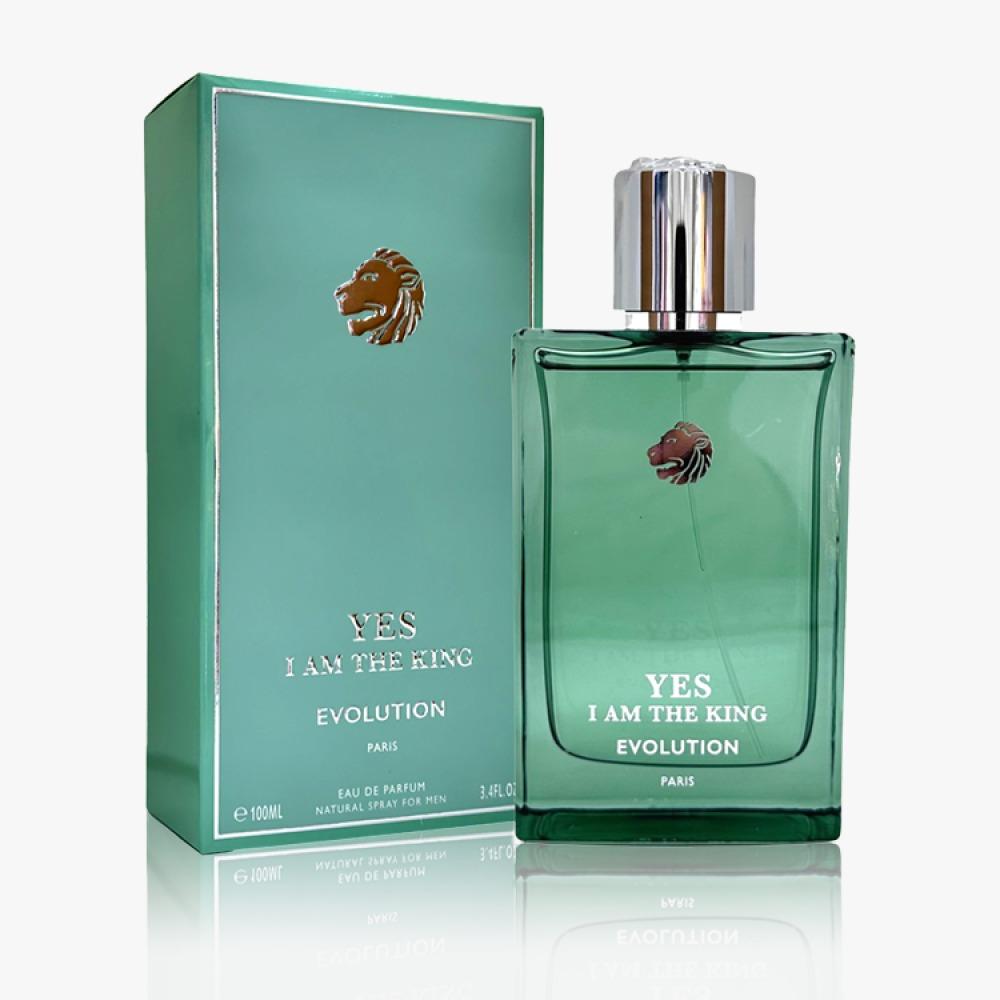 YES
I AM THE KING
EVOLUTION
PARIS
EAU DE PARFUM
NATURAL SPRAY FOR MEN
℮100ML
3.4FL.OZ
YES
I AM THE KING
EVOLUTION
PARIS